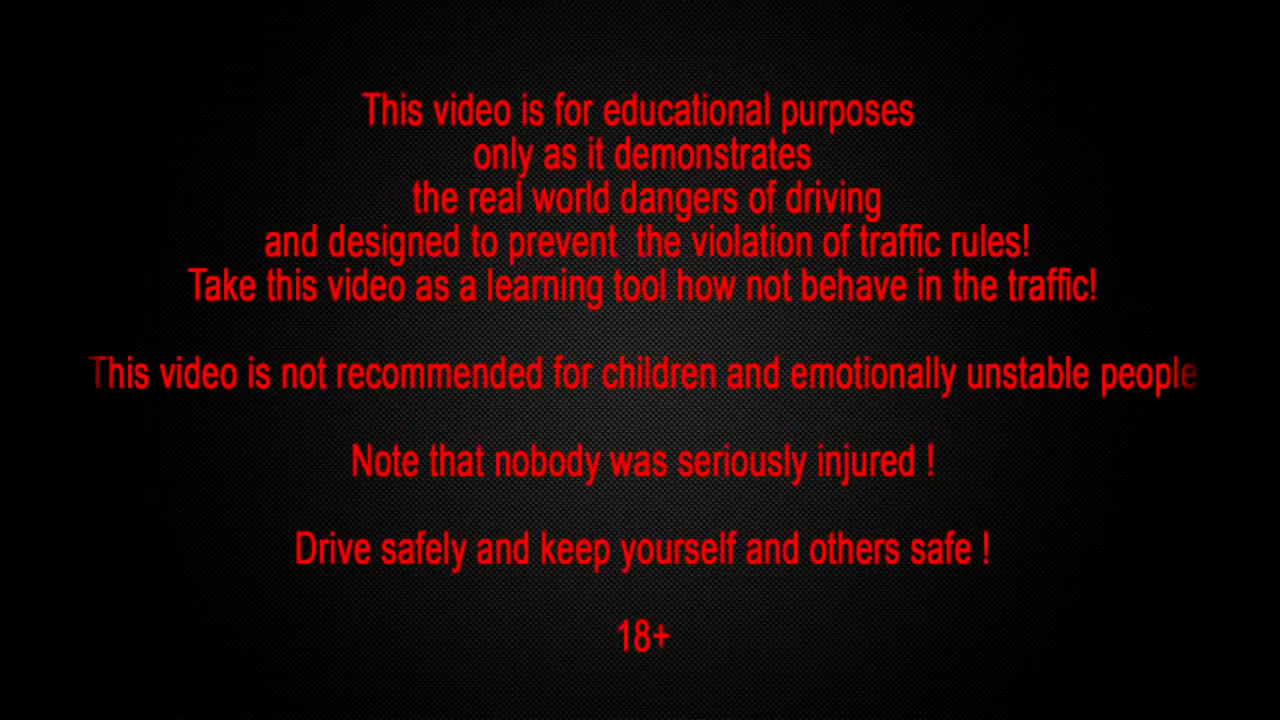 This video is for educational purposes
only as it demonstrates
the real world dangers of driving
and designed to prevent  the violation of traffic rules!
Take this video as a learning tool how not behave in the traffic!
This video is not recommended for children and emotionally unstable people
Note that nobody was seriously injured !
Drive safely and keep yourself and others safe !
18+